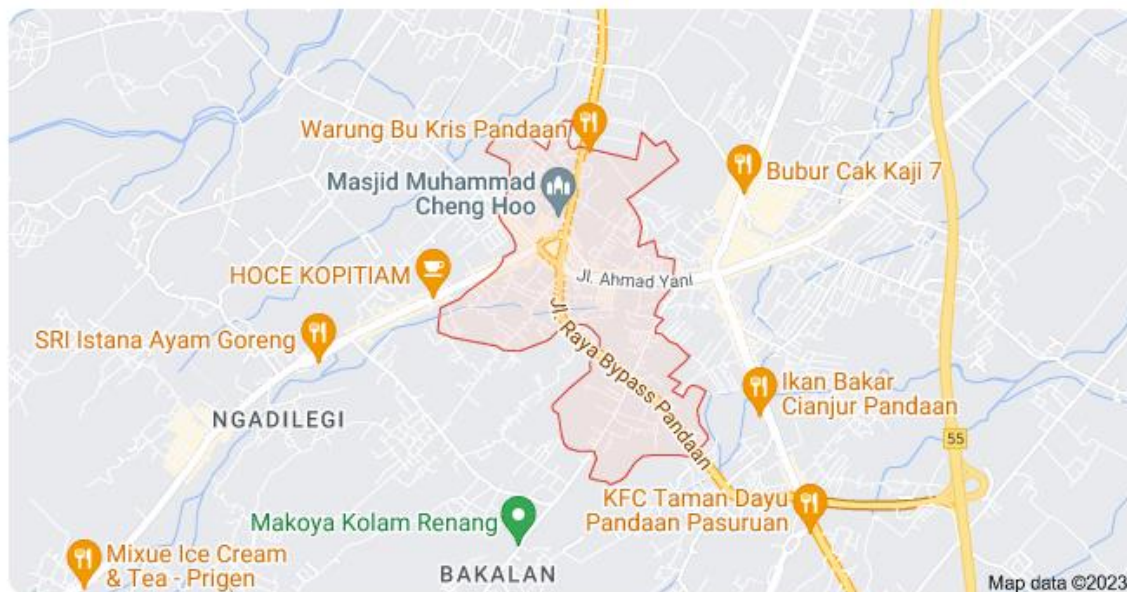 Warung Bu Kris Pandaan
Masjid Muhammad
Cheng Hoo
Bubur Cak Kaji 7
HOCE KOPITIAM
Jl. Ahmad Yani
SRI Istana Ayam Goreng
Jl. Raya Bypass Pandaan
Ikan Bakar
Cianjur Pandaan
NGADILEGI
55
KFC Taman Dayu
Pandaan Pasuruan
Makoya Kolam Renang
Mixue Ice Cream
& Tea - Prigen
BAKALAN
Map data ©2023